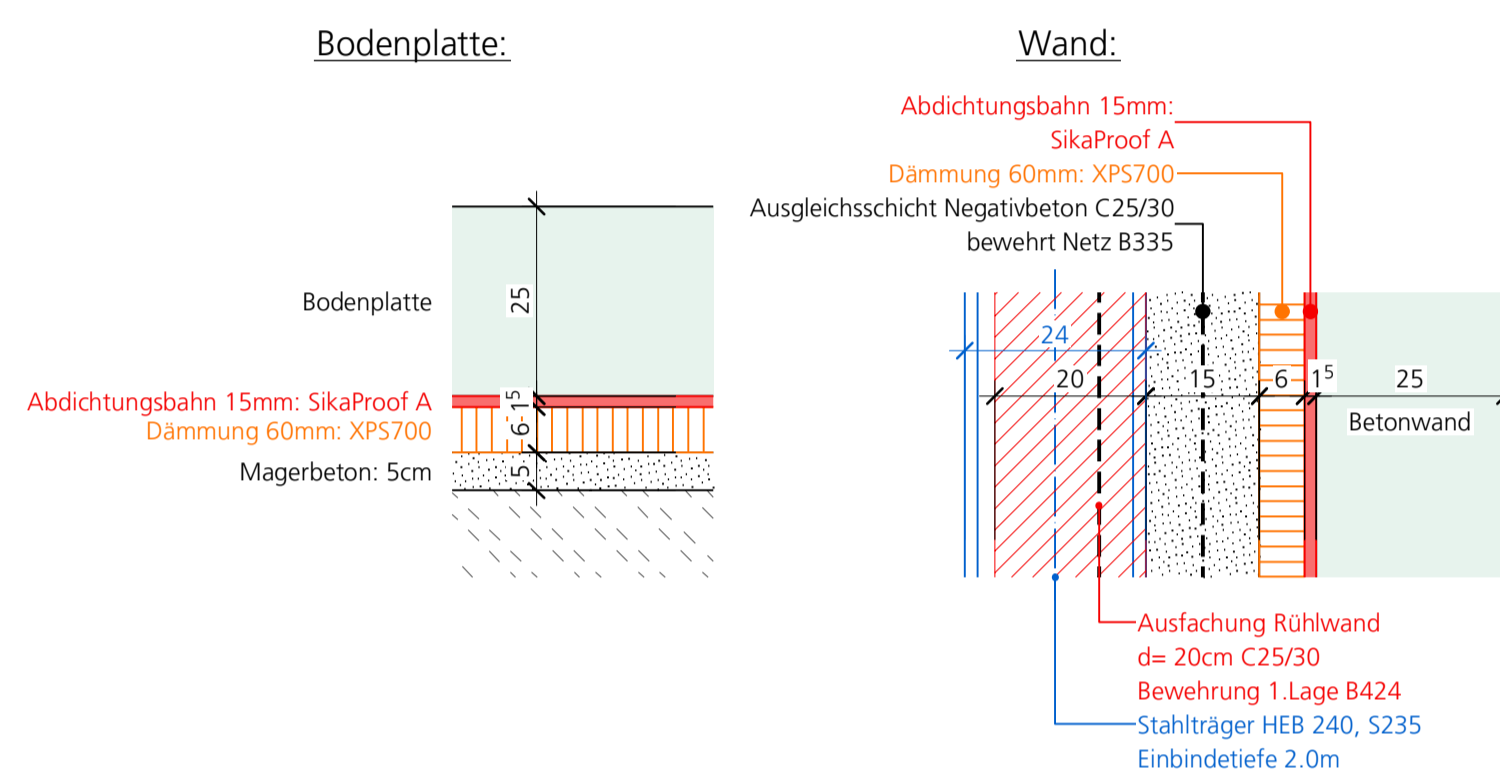 Bodenplatte:
Bodenplatte
25
Abdichtungsbahn 15mm: SikaProof A
1⁵
Dämmung 60mm: XPS700
6
Magerbeton: 5cm
5
Wand:
Abdichtungsbahn 15mm:
SikaProof A
Dämmung 60mm: XPS700
Ausgleichsschicht Negativbeton C25/30
bewehrt Netz B335
24
20 15 6 1⁵ 25
Betonwand
Ausfachung Rühlwand
d= 20cm C25/30
Bewehrung 1.Lage B424
Stahlträger HEB 240, S235
Einbindetiefe 2.0m